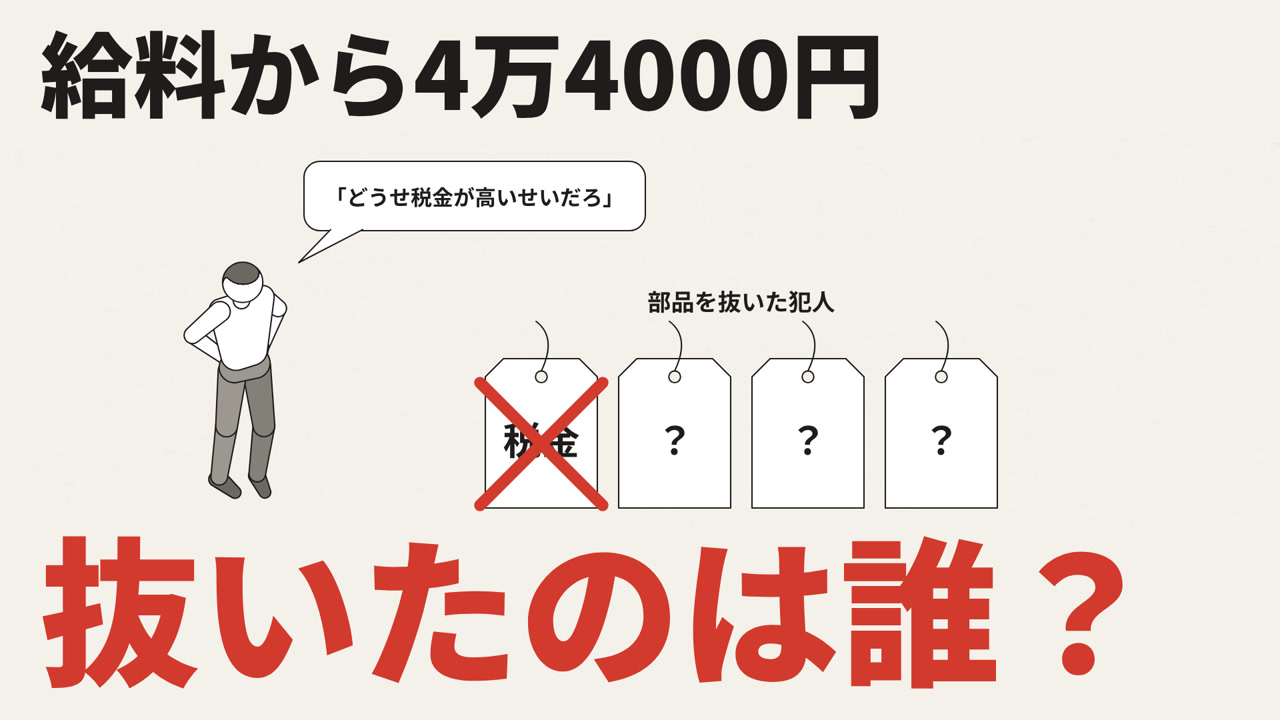 給料から4万4000円
「どうせ税金が高いせいだろ」
部品を抜いた犯人
税金
？
？
？
抜いたのは誰？